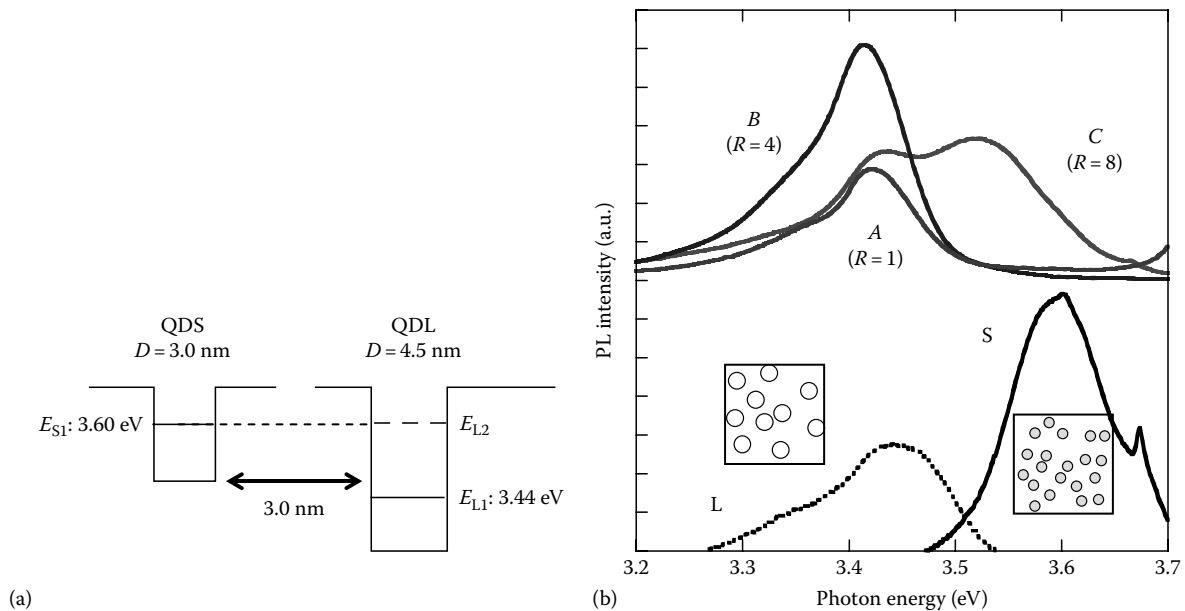 QDS
D = 3.0 nm
QDL
D = 4.5 nm
E_S1: 3.60 eV
E_L2
3.0 nm
E_L1: 3.44 eV
(a)
PL intensity (a.u.)
B
(R = 4)
C
(R = 8)
A
(R = 1)
S
L
3.2
3.3
3.4
3.5
3.6
3.7
Photon energy (eV)
(b)